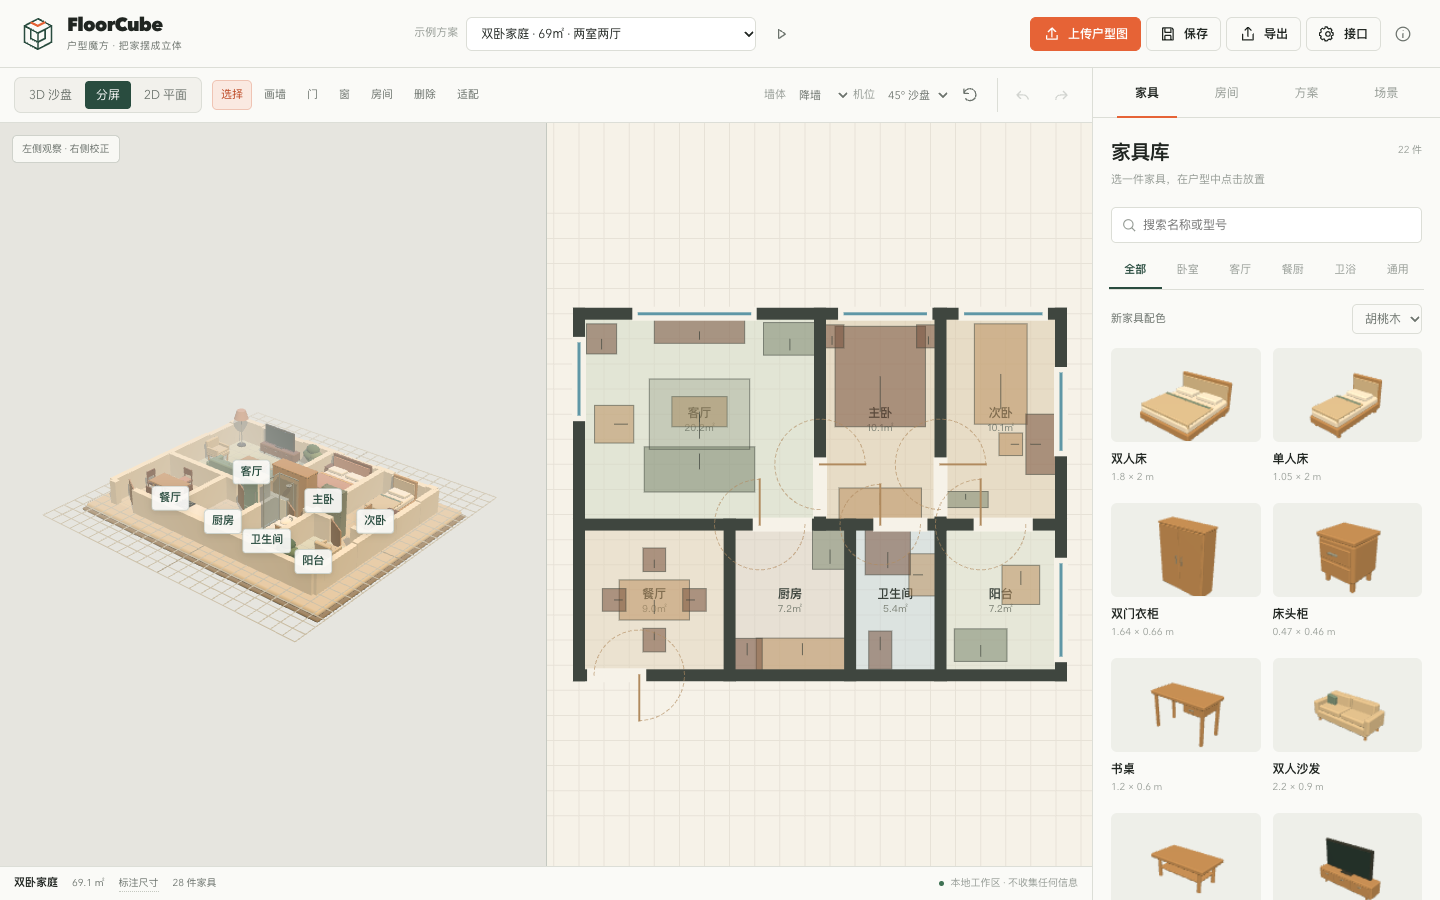 FloorCube
户型魔方 · 把家摆成立体
示例方案
双卧家庭 · 69㎡ · 两室两厅
上传户型图
保存
导出
接口
3D 沙盘
分屏
2D 平面
选择
画墙
门
窗
房间
删除
适配
墙体
降墙
机位
45° 沙盘
左侧观察 · 右侧校正
客厅
餐厅
主卧
厨房
次卧
卫生间
阳台
客厅
20.2㎡
主卧
10.1㎡
次卧
10.1㎡
餐厅
9.0㎡
厨房
7.2㎡
卫生间
5.4㎡
阳台
7.2㎡
家具
房间
方案
场景
家具库
22 件
选一件家具，在户型中点击放置
搜索名称或型号
全部
卧室
客厅
餐厨
卫浴
通用
新家具配色
胡桃木
双人床
1.8 × 2 m
单人床
1.05 × 2 m
双门衣柜
1.64 × 0.66 m
床头柜
0.47 × 0.46 m
书桌
1.2 × 0.6 m
双人沙发
2.2 × 0.9 m
双卧家庭
69.1 ㎡
标注尺寸
28 件家具
本地工作区 · 不收集任何信息